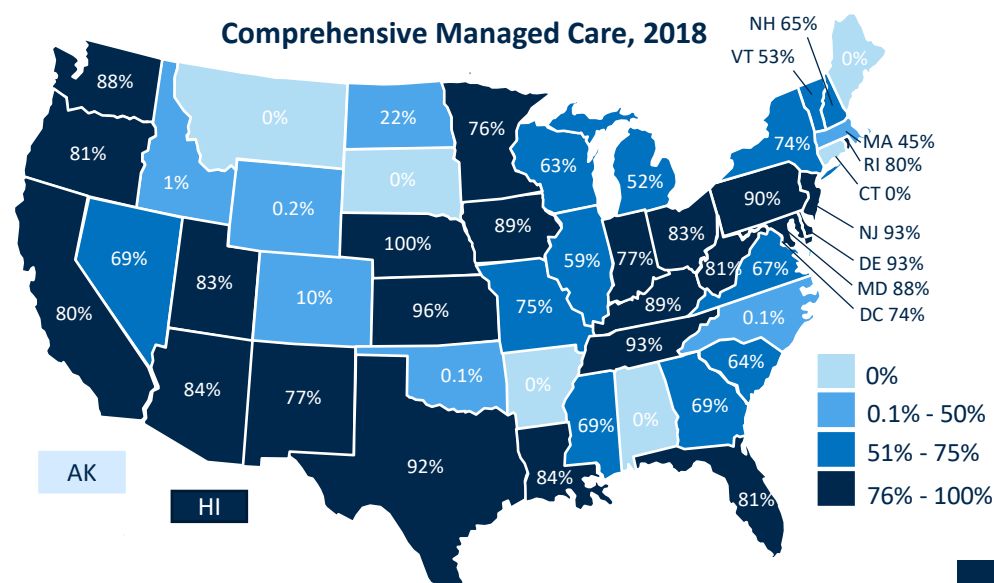 Comprehensive Managed Care, 2018
NH 65%
VT 53%
0%
88%
0%
22%
76%
81%
63%
74%
MA 45%
RI 80%
1%
0%
52%
CT 0%
0.2%
90%
89%
NJ 93%
100%
83%
69%
59%
77%
DE 93%
83%
81%
67%
MD 88%
10%
80%
96%
75%
89%
DC 74%
0.1%
93%
84%
77%
0.1%
0%
64%
0%
69%
0%
69%
0.1% - 50%
92%
51% - 75%
AK
84%
76% - 100%
81%
HI